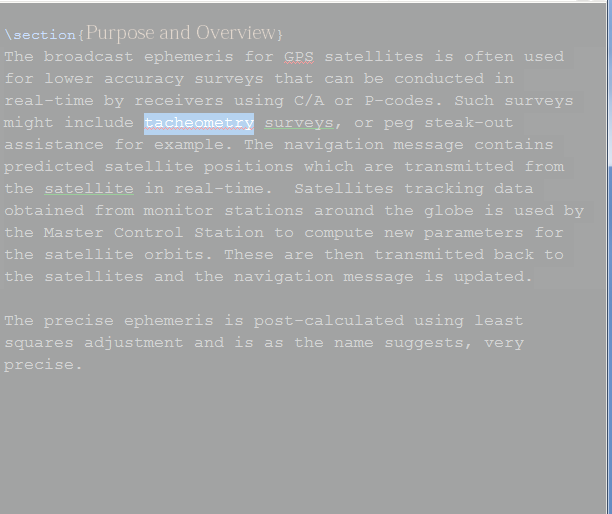 \section{Purpose and Overview}
The broadcast ephemeris for GPS satellites is often used
for lower accuracy surveys that can be conducted in
real-time by receivers using C/A or P-codes. Such surveys
might include tacheometry surveys, or peg steak-out
assistance for example. The navigation message contains
predicted satellite positions which are transmitted from
the satellite in real-time.  Satellites tracking data
obtained from monitor stations around the globe is used by
the Master Control Station to compute new parameters for
the satellite orbits. These are then transmitted back to
the satellites and the navigation message is updated.

The precise ephemeris is post-calculated using least
squares adjustment and is as the name suggests, very
precise.